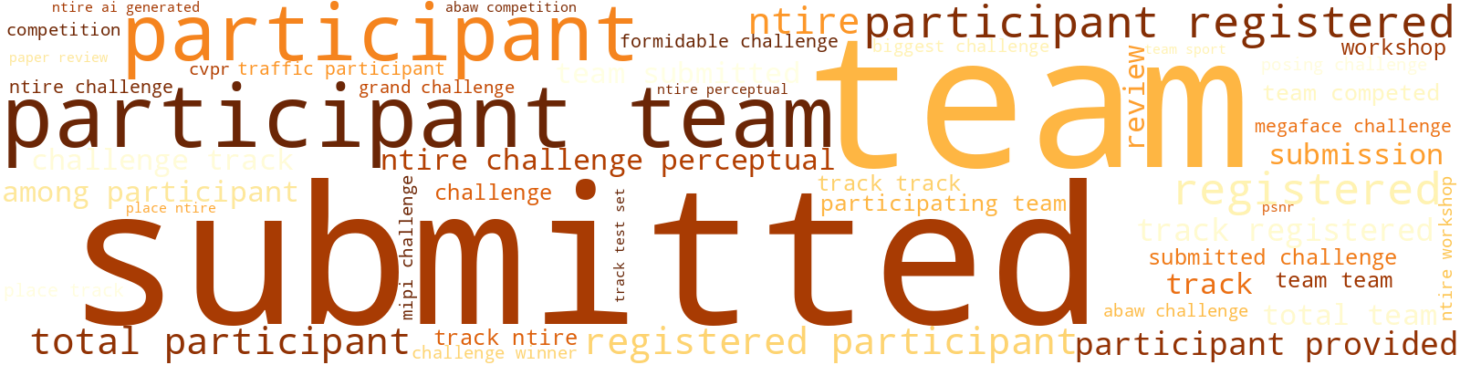 ntire ai generated
abaw competition
competition
participant
ntire
participant registered
formidable challenge
biggest challenge
team sport
workshop
paper review
cvpr
traffic participant
team submitted
team
review
posing challenge
ntire challenge
grand challenge
ntire perceptual
team competed
participant team
megaface challenge
challenge track
ntire challenge perceptual
submission
among participant
challenge
track track
registered
participating team
place ntire
mipi challenge
submitted
track test set
psnr
ntire workshop
track registered
submitted challenge
track
team team
place track
abaw challenge
total team
total participant
track ntire
challenge winner
registered participant
participant provided